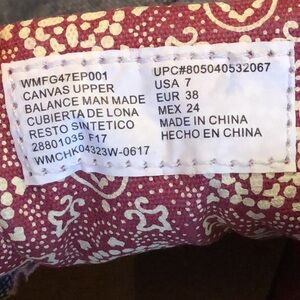 WMFG47EP001
CANVAS UPPER
BALANCE MAN MADE
CUBIERTA DE LONA
RESTO SINTETICO
28801035 F17
WMCHK04323W-0617
UPC#805040532067
USA 7
EUR 38
MEX 24
MADE IN CHINA
HECHO EN CHINA